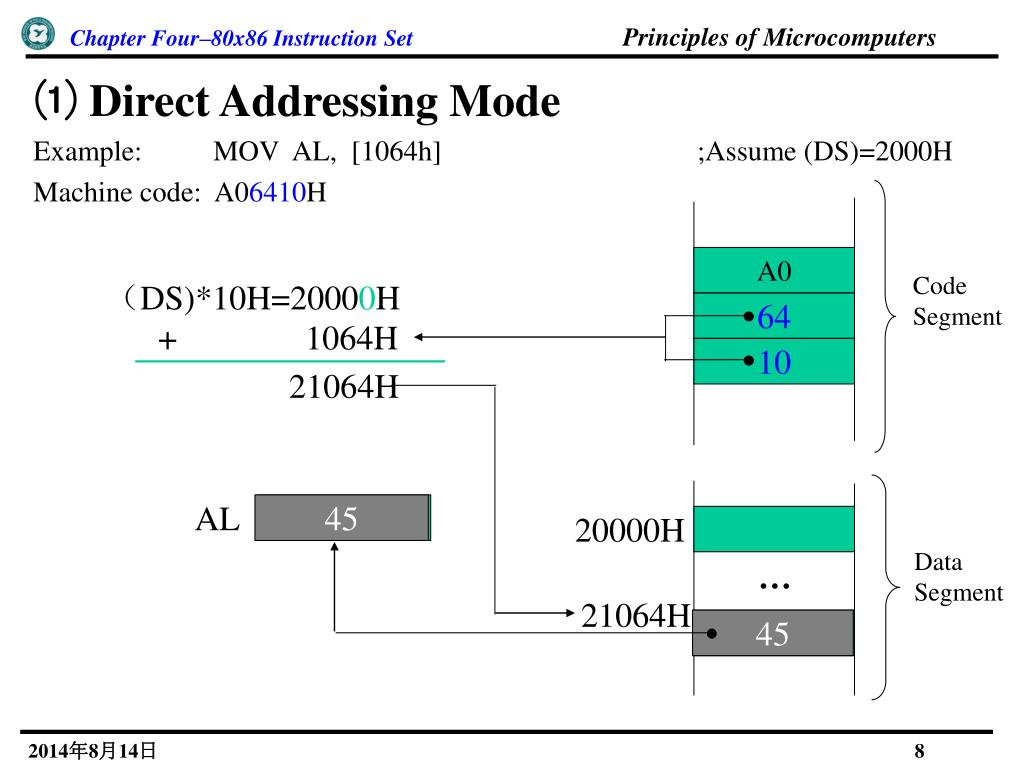 Chapter Four–80x86 Instruction Set
Principles of Microcomputers
⑴ Direct Addressing Mode
Example: MOV AL, [1064h] ;Assume (DS)=2000H
Machine code: A06410H
A0
64
10
Code
Segment
（DS)*10H=20000H
+ 1064H
21064H
AL 45
20000H
...
21064H
45
Data
Segment
2014年8月14日
8